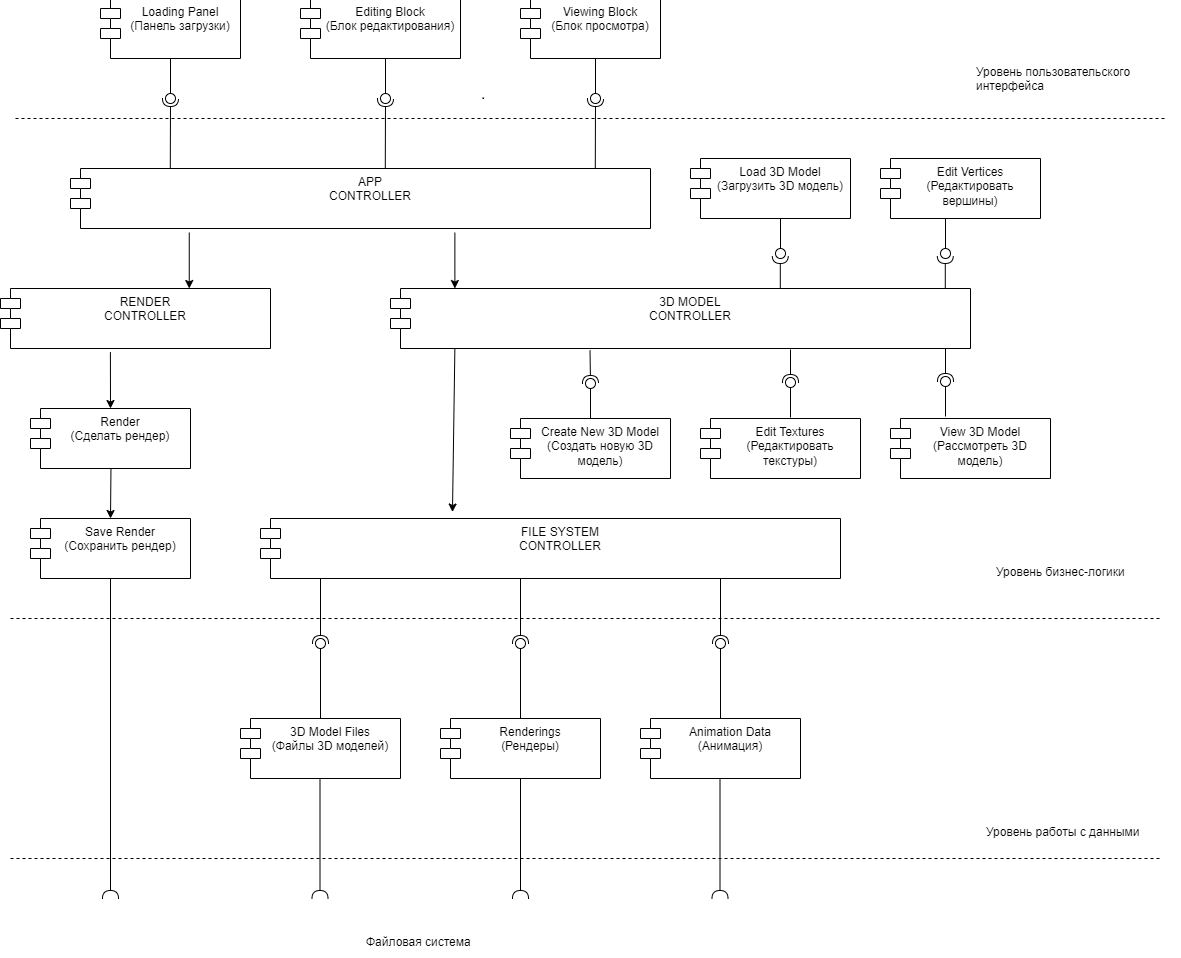 Loading Panel
(Панель загрузки)
Editing Block
(Блок редактирования)
Viewing Block
(Блок просмотра)
Уровень пользовательского
интерфейса
APP
CONTROLLER
Load 3D Model
(Загрузить 3D модель)
Edit Vertices
(Редактировать
вершины)
RENDER
CONTROLLER
3D MODEL
CONTROLLER
Render
(Сделать рендер)
Create New 3D Model
(Создать новую 3D
модель)
Edit Textures
(Редактировать
текстуры)
View 3D Model
(Рассмотреть 3D
модель)
Save Render
(Сохранить рендер)
FILE SYSTEM
CONTROLLER
Уровень бизнес-логики
3D Model Files
(Файлы 3D моделей)
Renderings
(Рендеры)
Animation Data
(Анимация)
Уровень работы с данными
Файловая система